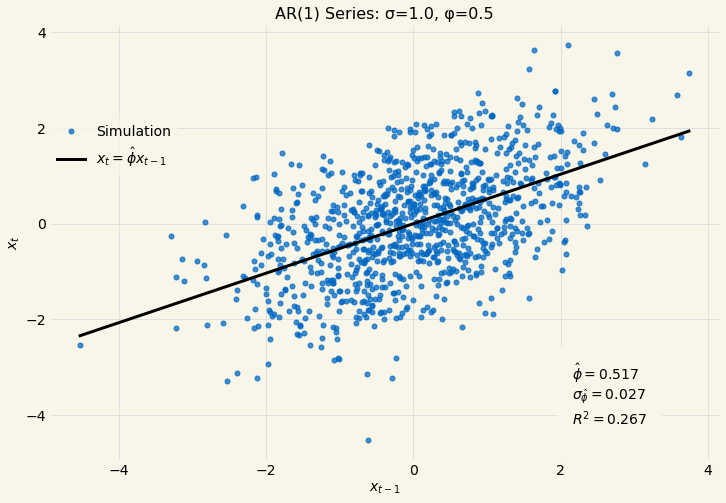 AR(1) Series: σ=1.0, φ=0.5
4
2
0
−2
−4
x_t
Simulation
x_t = ϕ̂x_{t−1}
ϕ̂ = 0.517
σ_ϕ̂ = 0.027
R² = 0.267
−4 −2 0 2 4
x_{t−1}